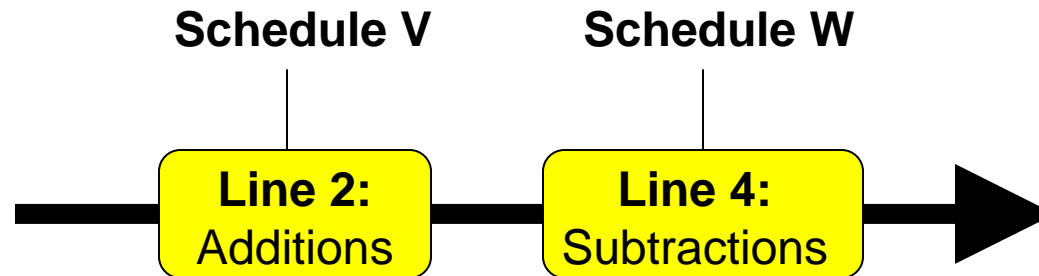 Schedule V
Schedule W
Line 2:
Additions
Line 4:
Subtractions